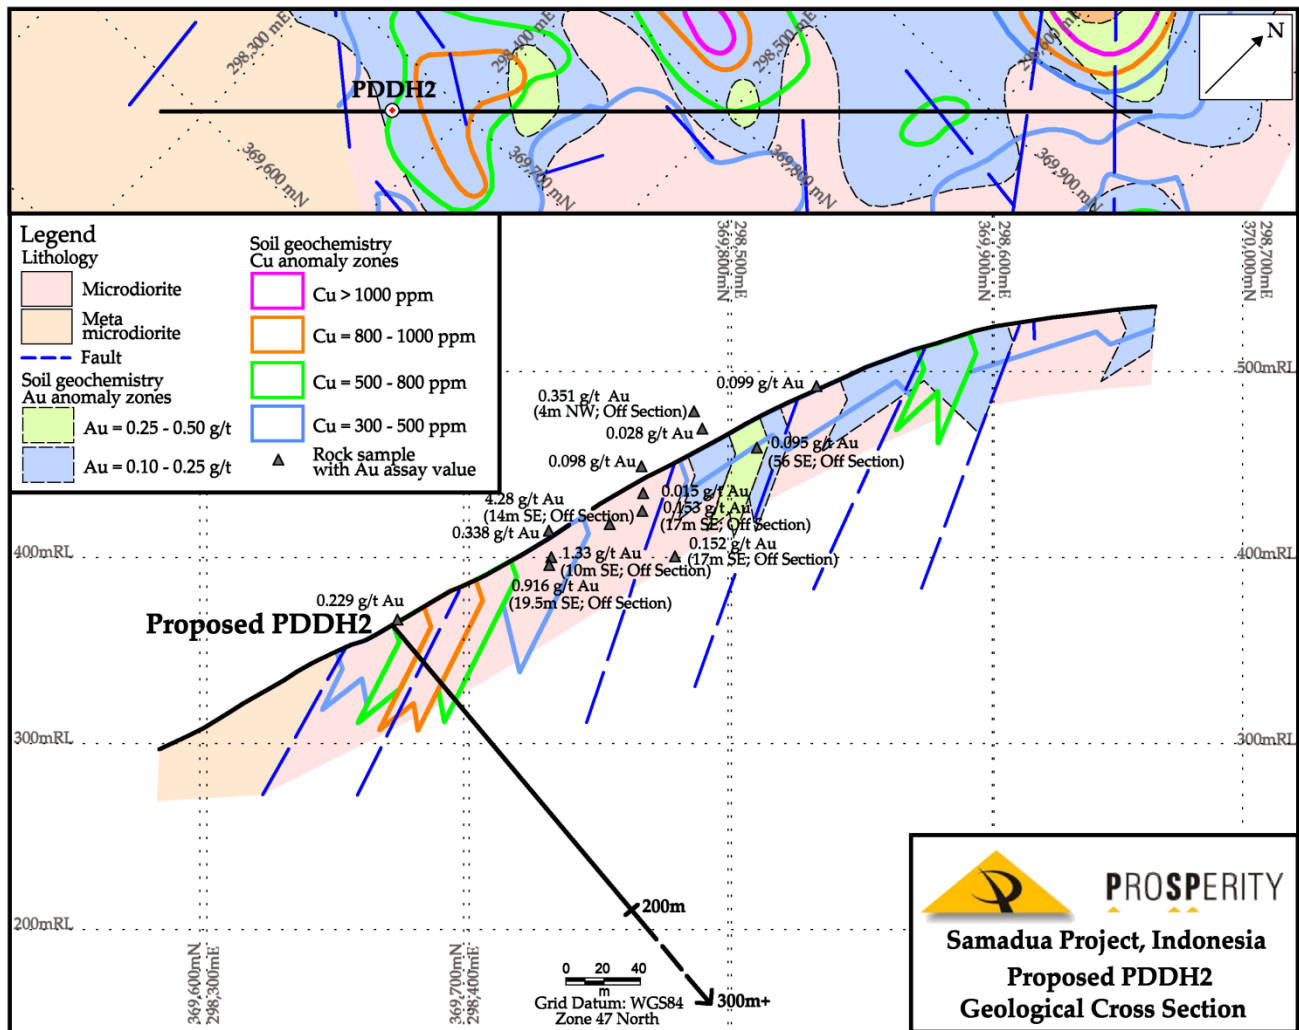 N
298,300 mE
298,400 mE
298,500 mE
298,600 mE
PDDH2
369,600 mN
369,700 mN
369,800 mN
369,900 mN
Legend
Lithology
Microdiorite
Meta
microdiorite
Fault
Soil geochemistry
Au anomaly zones
Au = 0.25 - 0.50 g/t
Au = 0.10 - 0.25 g/t
Soil geochemistry
Cu anomaly zones
Cu > 1000 ppm
Cu = 800 - 1000 ppm
Cu = 500 - 800 ppm
Cu = 300 - 500 ppm
Rock sample
with Au assay value
369,800mN
298,500mE
369,900mN
298,600mE
370,000mN
298,700mE
500mRL
0.099 g/t Au
0.351 g/t Au
(4m NW; Off Section)
0.028 g/t Au
0.095 g/t Au
(56 SE; Off Section)
0.098 g/t Au
0.015 g/t Au
0.153 g/t Au
(17m SE; Off Section)
4.28 g/t Au
(14m SE; Off Section)
0.338 g/t Au
0.152 g/t Au
(17m SE; Off Section)
400mRL
400mRL
1.33 g/t Au
(10m SE; Off Section)
0.916 g/t Au
(19.5m SE; Off Section)
0.229 g/t Au
Proposed PDDH2
300mRL
300mRL
200m
200mRL
300m+
369,600mN
298,300mE
369,700mN
298,400mE
0 20 40
m
Grid Datum: WGS84
Zone 47 North
PROSPERITY
Samadua Project, Indonesia
Proposed PDDH2
Geological Cross Section